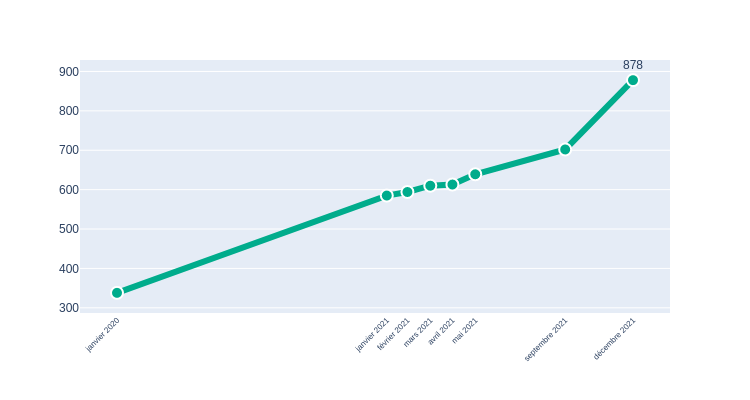 878
900
800
700
600
500
400
300
janvier 2020
janvier 2021
février 2021
mars 2021
avril 2021
mai 2021
septembre 2021
décembre 2021